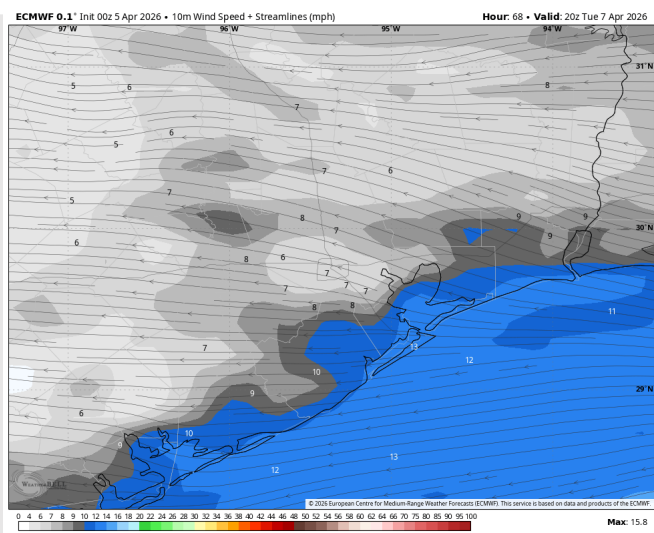 ECMWF 0.1° Init 00z 5 Apr 2026 • 10m Wind Speed + Streamlines (mph)
Hour: 68 • Valid: 20z Tue 7 Apr 2026
97°W 96°W 95°W 94°W
31°N
5 6 8
7
6
5
7 6
7
5
8 9 9
30°N
7 9
6
8 6
7
7 7 7
8 8
11
13
7
12
10
29°N
9
6
10
9
13
12
WEATHERBELL
© 2026 European Centre for Medium-Range Weather Forecasts (ECMWF). This service is based on data and products of the ECMWF.
0 4 6 7 8 9 10 12 14 16 18 20 22 24 26 28 30 32 34 36 38 40 42 44 46 48 50 52 54 56 58 60 62 64 66 70 75 80 85 90 95 100
Max: 15.8